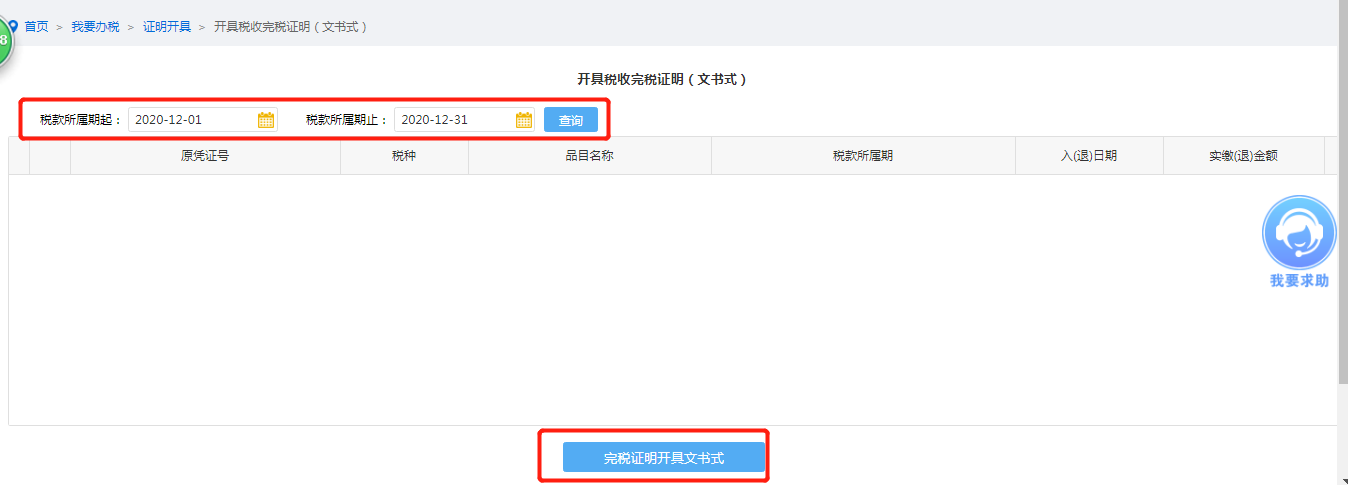 首页 > 我要办税 > 证明开具 > 开具税收完税证明（文书式）
8
开具税收完税证明（文书式）
税款所属期起： 2020-12-01 税款所属期止： 2020-12-31 查询
原凭证号 税种 品目名称 税款所属期 入(退)日期 实缴(退)金额
我要求助
完税证明开具文书式